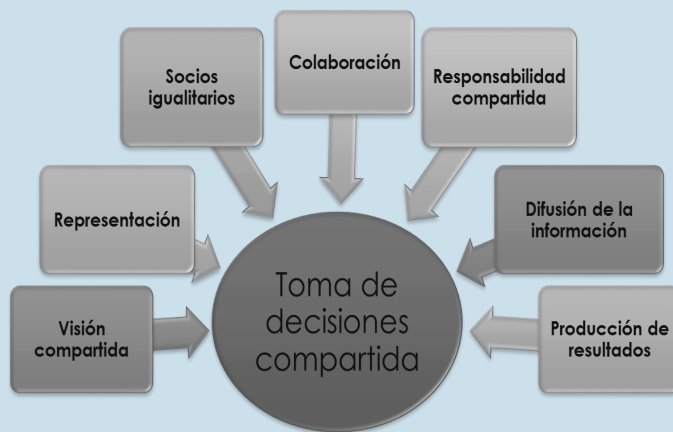 Colaboración
Socios
igualitarios
Responsabilidad
compartida
Representación
Difusión de la
información
Toma de
decisiones
compartida
Visión
compartida
Producción de
resultados